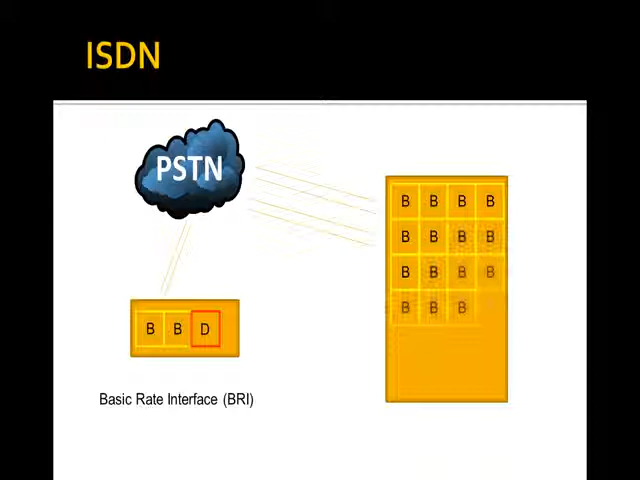 ISDN
PSTN
B B B B
B B B B
B B B B
B B B
B B D
Basic Rate Interface (BRI)